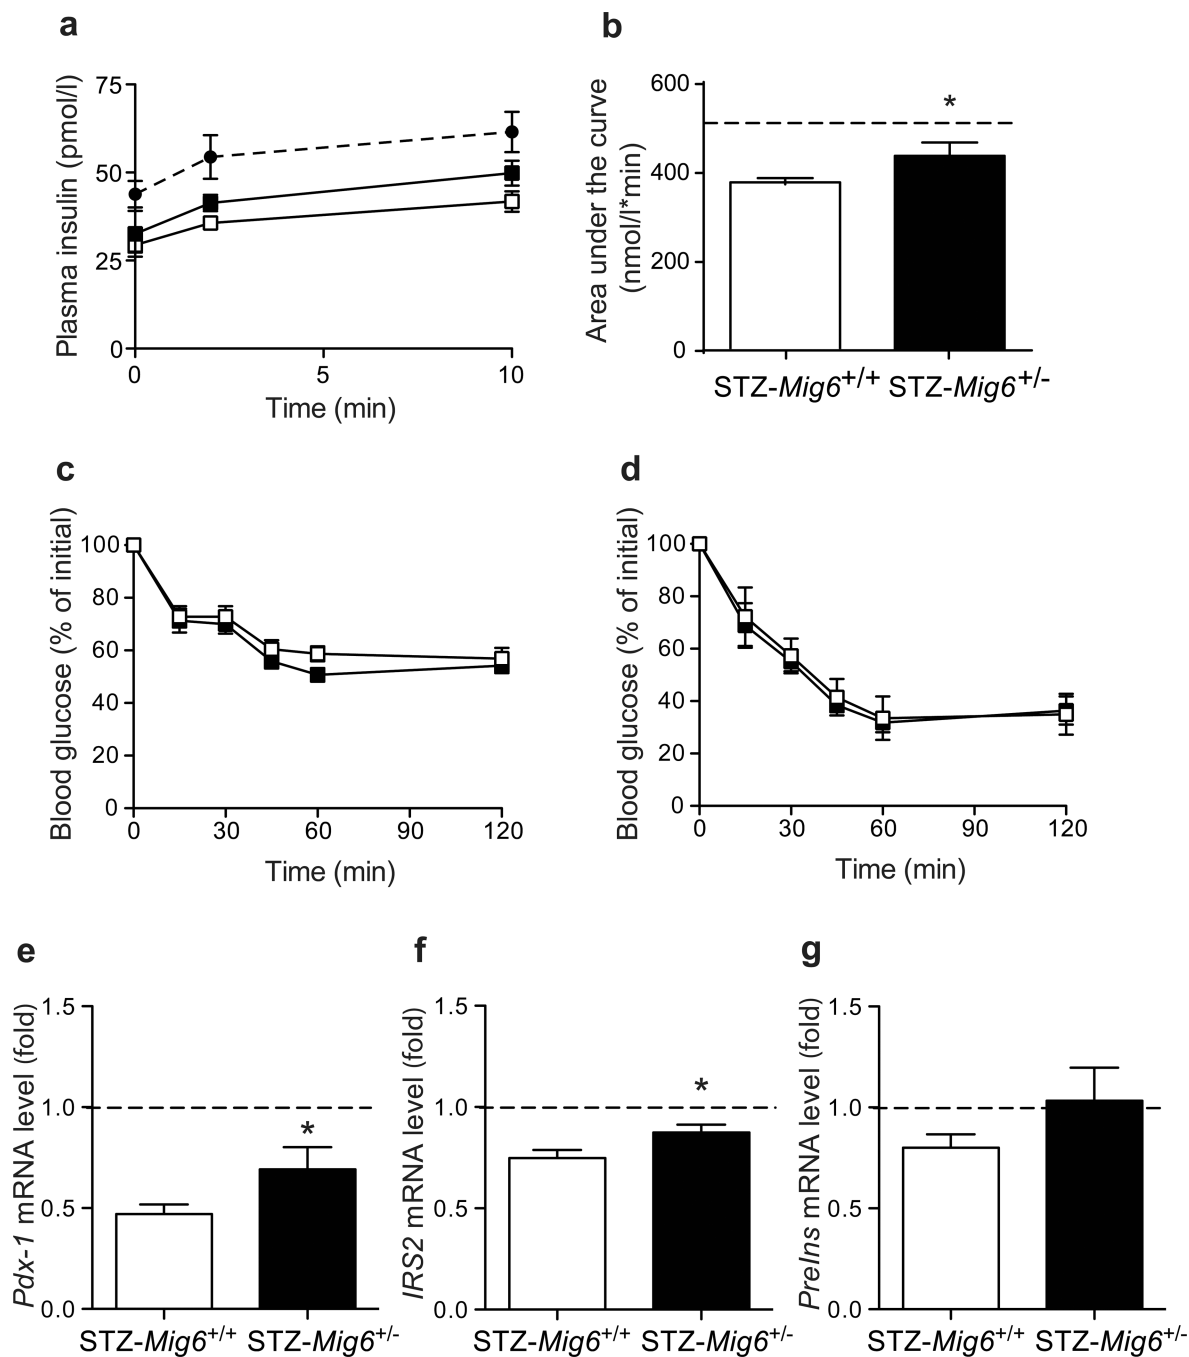 a
Plasma insulin (pmol/l)
75
50
25
0
0 5 10
Time (min)
b
Area under the curve
(nmol/l*min)
600
400
200
0
*
STZ-Mig6+/+ STZ-Mig6+/-
c
Blood glucose (% of initial)
100
80
60
40
20
0
0 30 60 90 120
Time (min)
d
Blood glucose (% of initial)
100
80
60
40
20
0
0 30 60 90 120
Time (min)
e
Pdx-1 mRNA level (fold)
1.5
1.0
0.5
0.0
*
STZ-Mig6+/+ STZ-Mig6+/-
f
IRS2 mRNA level (fold)
1.5
1.0
0.5
0.0
*
STZ-Mig6+/+ STZ-Mig6+/-
g
PreIns mRNA level (fold)
1.5
1.0
0.5
0.0
STZ-Mig6+/+ STZ-Mig6+/-